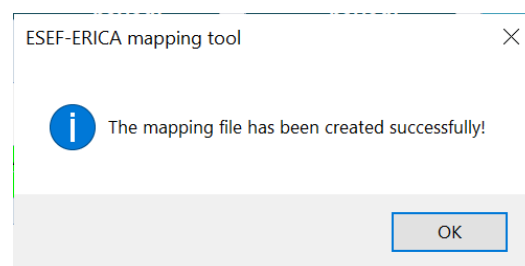 ESEF-ERICA mapping tool
The mapping file has been created successfully!
OK